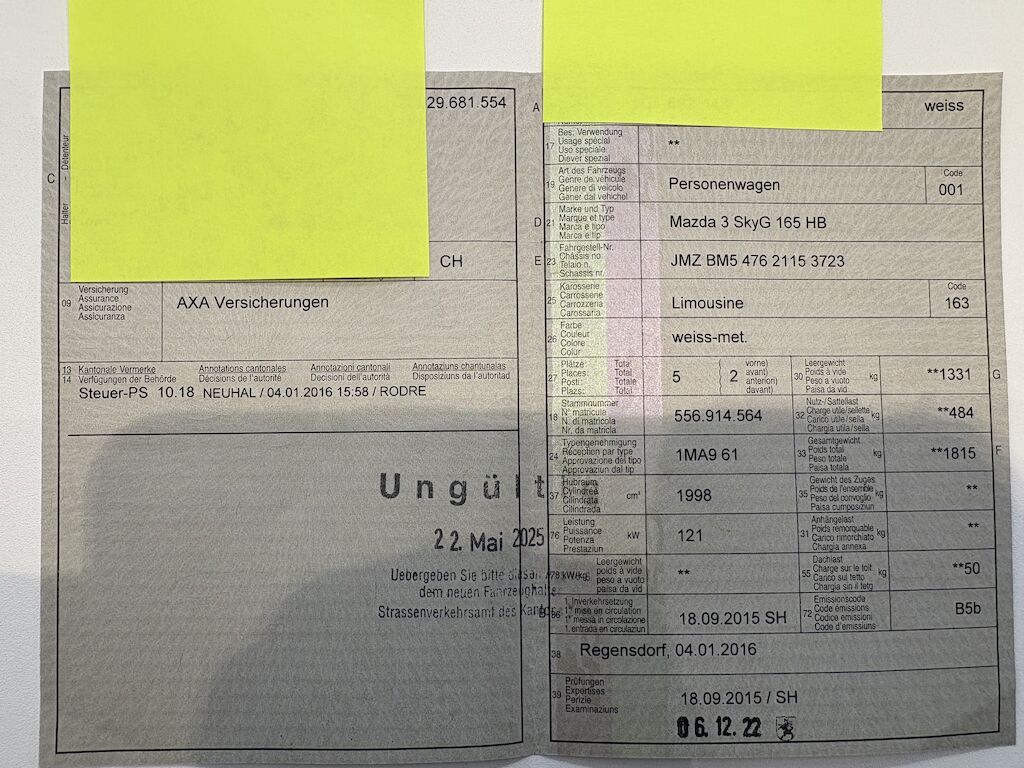 29.681.554
C
Halter - Détenteur
CH
09
Versicherung
Assurance
Assicurazione
Assicuranza
AXA Versicherungen
13 Kantonale Vermerke Annotations cantonales Annotazioni cantonali Annotaziuns chantunalas
14 Verfügungen der Behörde Décisions de l'autorité Decisioni dell'autorità Disposiziuns da l'autoritad
Steuer-PS 10.18 NEUHAL / 04.01.2016 15:58 / RODRE
Ungült
22. Mai 2025
Uebergeben Sie bitte diesen
dem neuen Fahrzeughalte
Strassenverkehrsamt des Kant
A
weiss
17
Bes. Verwendung
Usage spécial
Uso speciale
Diever spezial
**
19
Art des Fahrzeugs
Genre de véhicule
Genere di veicolo
Gener dal vehichel
Personenwagen
Code
001
D 21
Marke und Typ
Marque et type
Marca e tipo
Marca e tip
Mazda 3 SkyG 165 HB
E 23
Fahrgestell-Nr.
Châssis no
Telaio n.
Schassis nr.
JMZ BM5 476 2115 3723
25
Karosserie
Carrosserie
Carrozzeria
Carossaria
Limousine
Code
163
26
Farbe
Couleur
Colore
Colur
weiss-met.
27
Plätze: Total
Places: Total
Posti: Totale
Plazs: Total
5
2
vorne)
avant)
anteriori)
davant)
30
Leergewicht
Poids à vide
Peso a vuoto
Paisa da vid
kg
**1331
G
18
Stammnummer
N° matricule
N° di matricola
Nr. da matricla
556.914.564
32
Nutz-/Sattellast
Charge utile/sellette
Carico utile/sella
Chargia utila/sella
kg
**484
24
Typengenehmigung
Réception par type
Approvazione del tipo
Approvaziun dal tip
1MA9 61
33
Gesamtgewicht
Poids total
Peso totale
Paisa totala
kg
**1815
F
37
Hubraum
Cylindrée
Cilindrata
Cilindrada
cm³
1998
35
Gewicht des Zuges
Poids de l'ensemble
Peso del convoglio
Paisa cumposiziun
kg
**
76
Leistung
Puissance
Potenza
Prestaziun
kW
121
31
Anhängelast
Poids remorquable
Carico rimorchiato
Chargia annexa
kg
**
78 kW/kg
Leergewicht
poids à vide
peso a vuoto
paisa da vid
**
55
Dachlast
Charge sur le toit
Carico sul tetto
Chargia sin il tetg
kg
**50
B 36
1. Inverkehrsetzung
1re mise en circulation
1a messa in circolazione
1. entrada en circulaziun
18.09.2015 SH
72
Emissionscode
Code émissions
Codice emissioni
Code d'emissiuns
B5b
38
Regensdorf, 04.01.2016
39
Prüfungen
Expertises
Perizie
Examinaziuns
18.09.2015 / SH
06.12.22